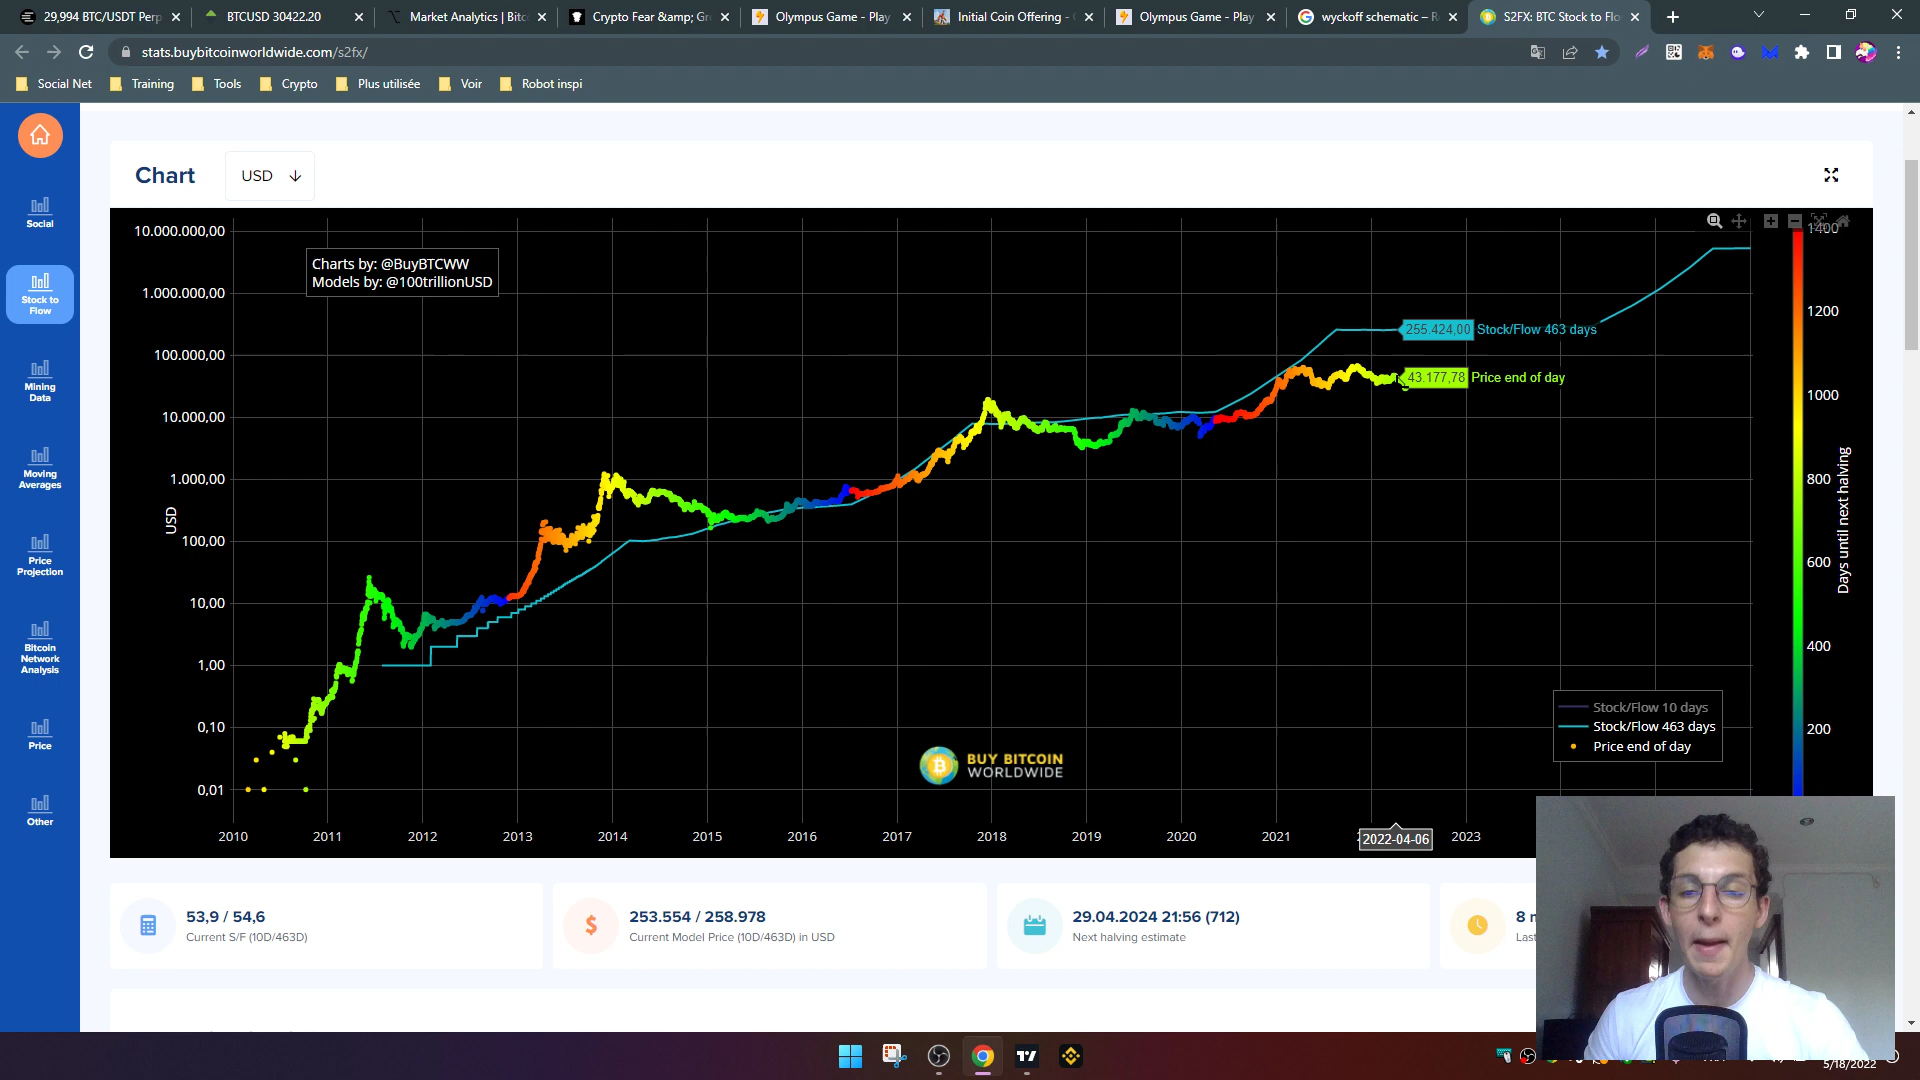 29,994 BTC/USDT Perp
BTCUSD 30422.20
Market Analytics | Bitc
Crypto Fear &amp; Gr
Olympus Game - Play
Initial Coin Offering -
Olympus Game - Play
wyckoff schematic – R
S2FX: BTC Stock to Flo
stats.buybitcoinworldwide.com/s2fx/
Social Net
Training
Tools
Crypto
Plus utilisée
Voir
Robot inspi
Social
Stock to
Flow
Mining
Data
Moving
Averages
Price
Projection
Bitcoin
Network
Analysis
Price
Other
Chart
USD
10.000.000,00
1.000.000,00
100.000,00
10.000,00
1.000,00
100,00
10,00
1,00
0,10
0,01
USD
Charts by: @BuyBTCWW
Models by: @100trillionUSD
255.424,00 Stock/Flow 463 days
43.177,78 Price end of day
1400
1200
1000
800
600
400
200
Days until next halving
Stock/Flow 10 days
Stock/Flow 463 days
Price end of day
BUY BITCOIN
WORLDWIDE
2010
2011
2012
2013
2014
2015
2016
2017
2018
2019
2020
2021
2022-04-06
2023
53,9 / 54,6
Current S/F (10D/463D)
253.554 / 258.978
Current Model Price (10D/463D) in USD
29.04.2024 21:56 (712)
Next halving estimate
8
Last
5/18/2022